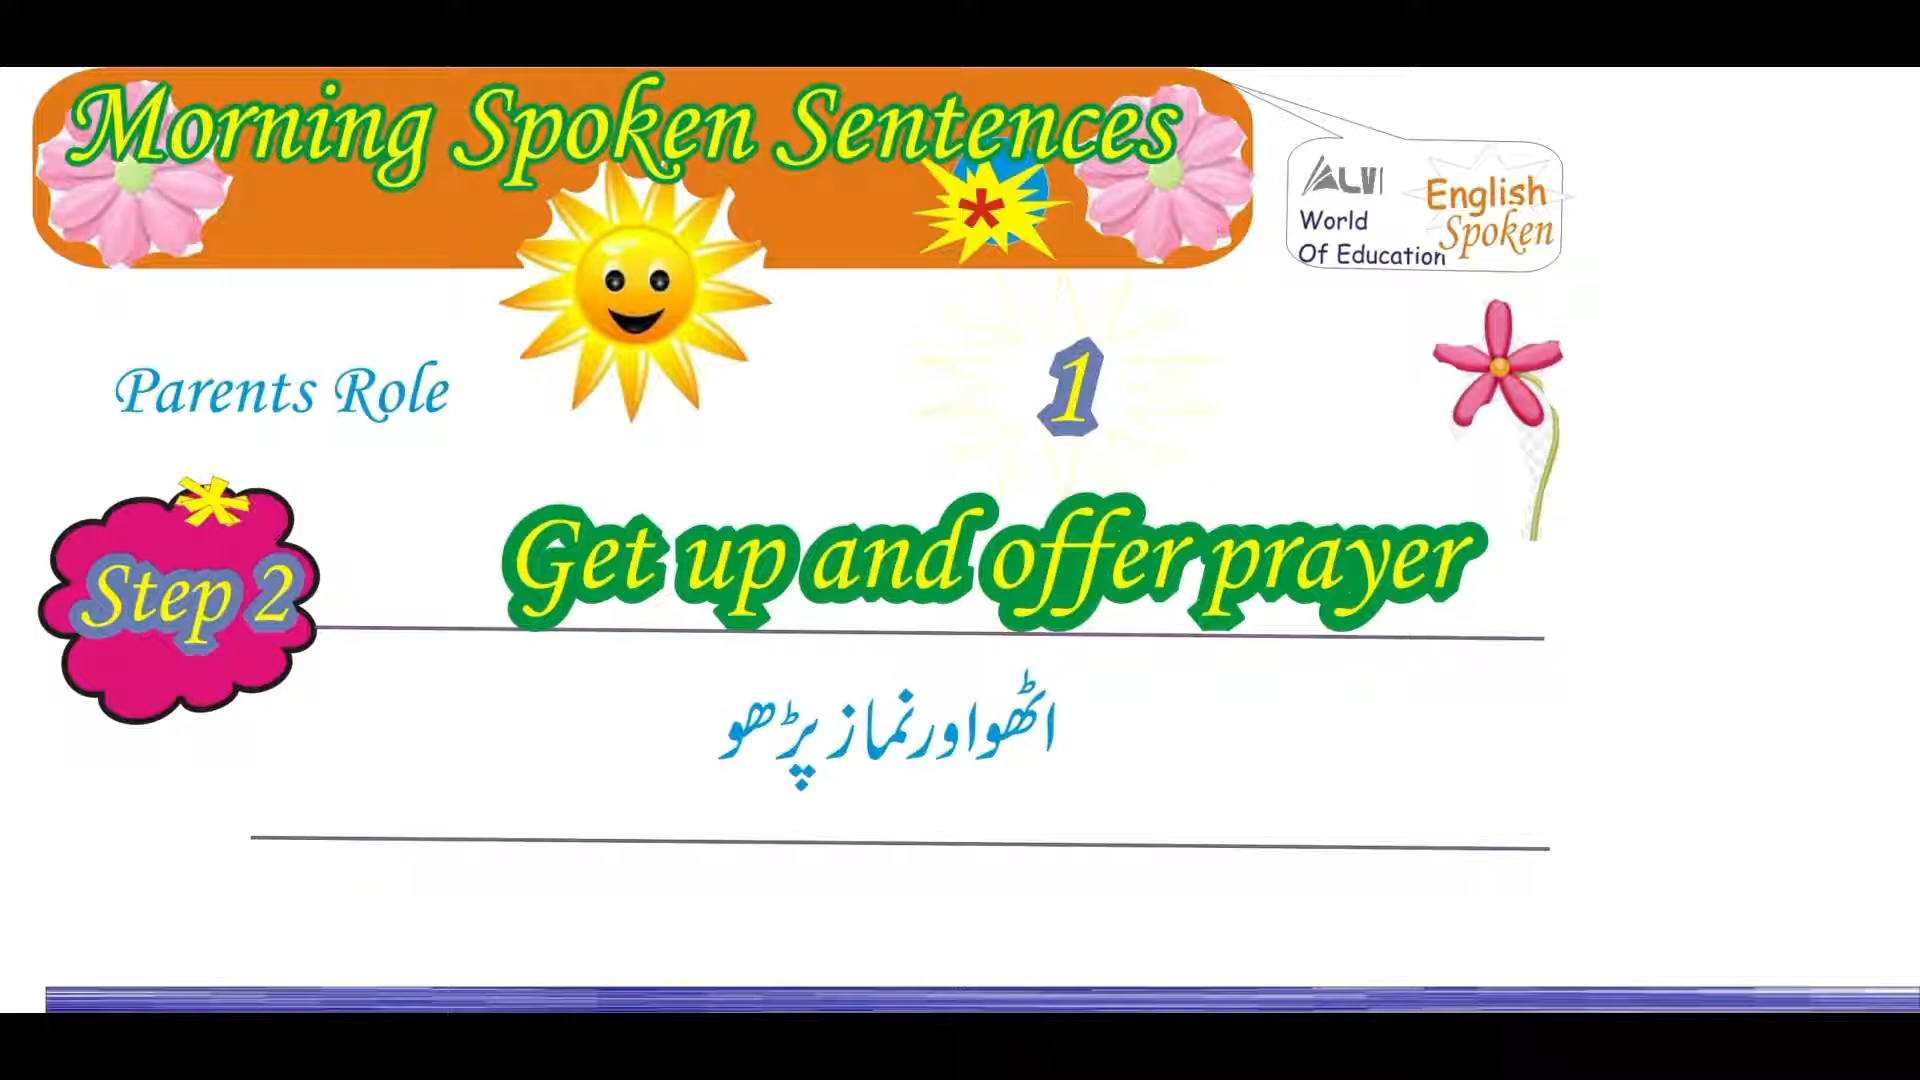 Morning Spoken Sentences
*
ALVI
World
Of Education
English
Spoken
Parents Role
1
Step 2
Get up and offer prayer
اٹھو اور نماز پڑھو